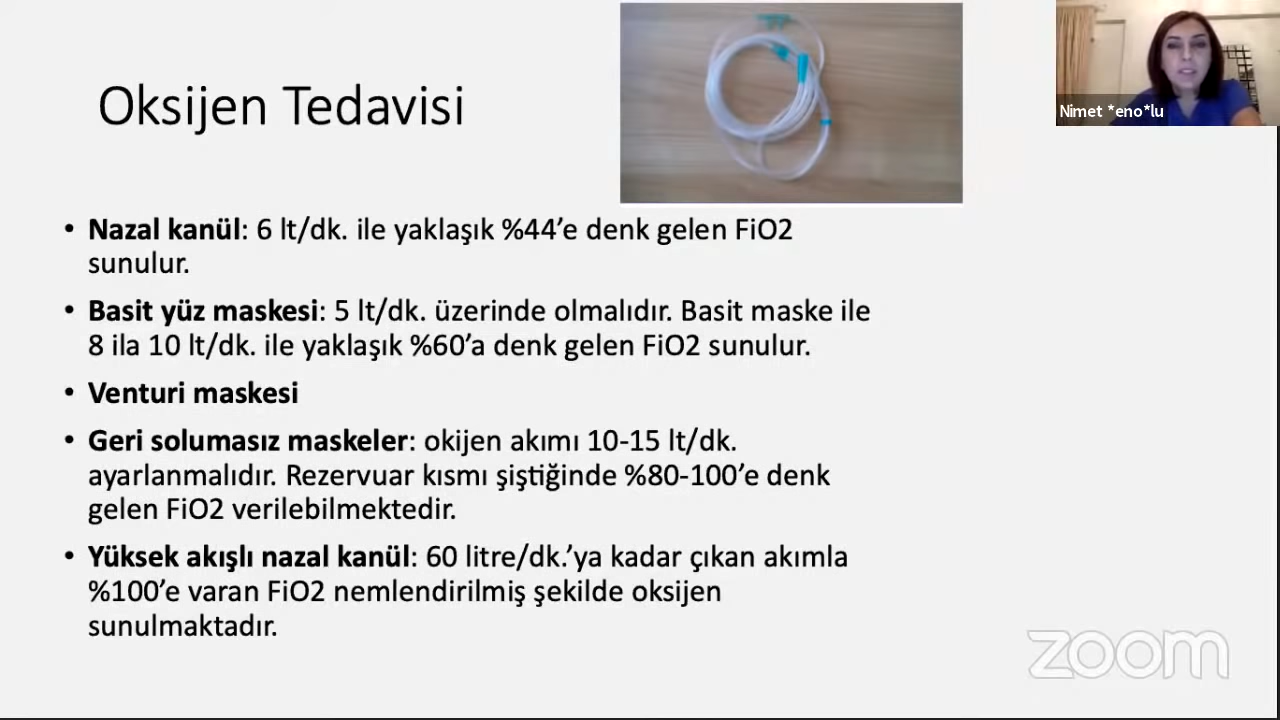 Oksijen Tedavisi
Nimet *eno*lu
• Nazal kanül: 6 lt/dk. ile yaklaşık %44’e denk gelen FiO2
sunulur.
• Basit yüz maskesi: 5 lt/dk. üzerinde olmalıdır. Basit maske ile
8 ila 10 lt/dk. ile yaklaşık %60’a denk gelen FiO2 sunulur.
• Venturi maskesi
• Geri solumasız maskeler: okijen akımı 10-15 lt/dk.
ayarlanmalıdır. Rezervuar kısmı şiştiğinde %80-100’e denk
gelen FiO2 verilebilmektedir.
• Yüksek akışlı nazal kanül: 60 litre/dk.’ya kadar çıkan akımla
%100’e varan FiO2 nemlendirilmiş şekilde oksijen
sunulmaktadır.
zoom